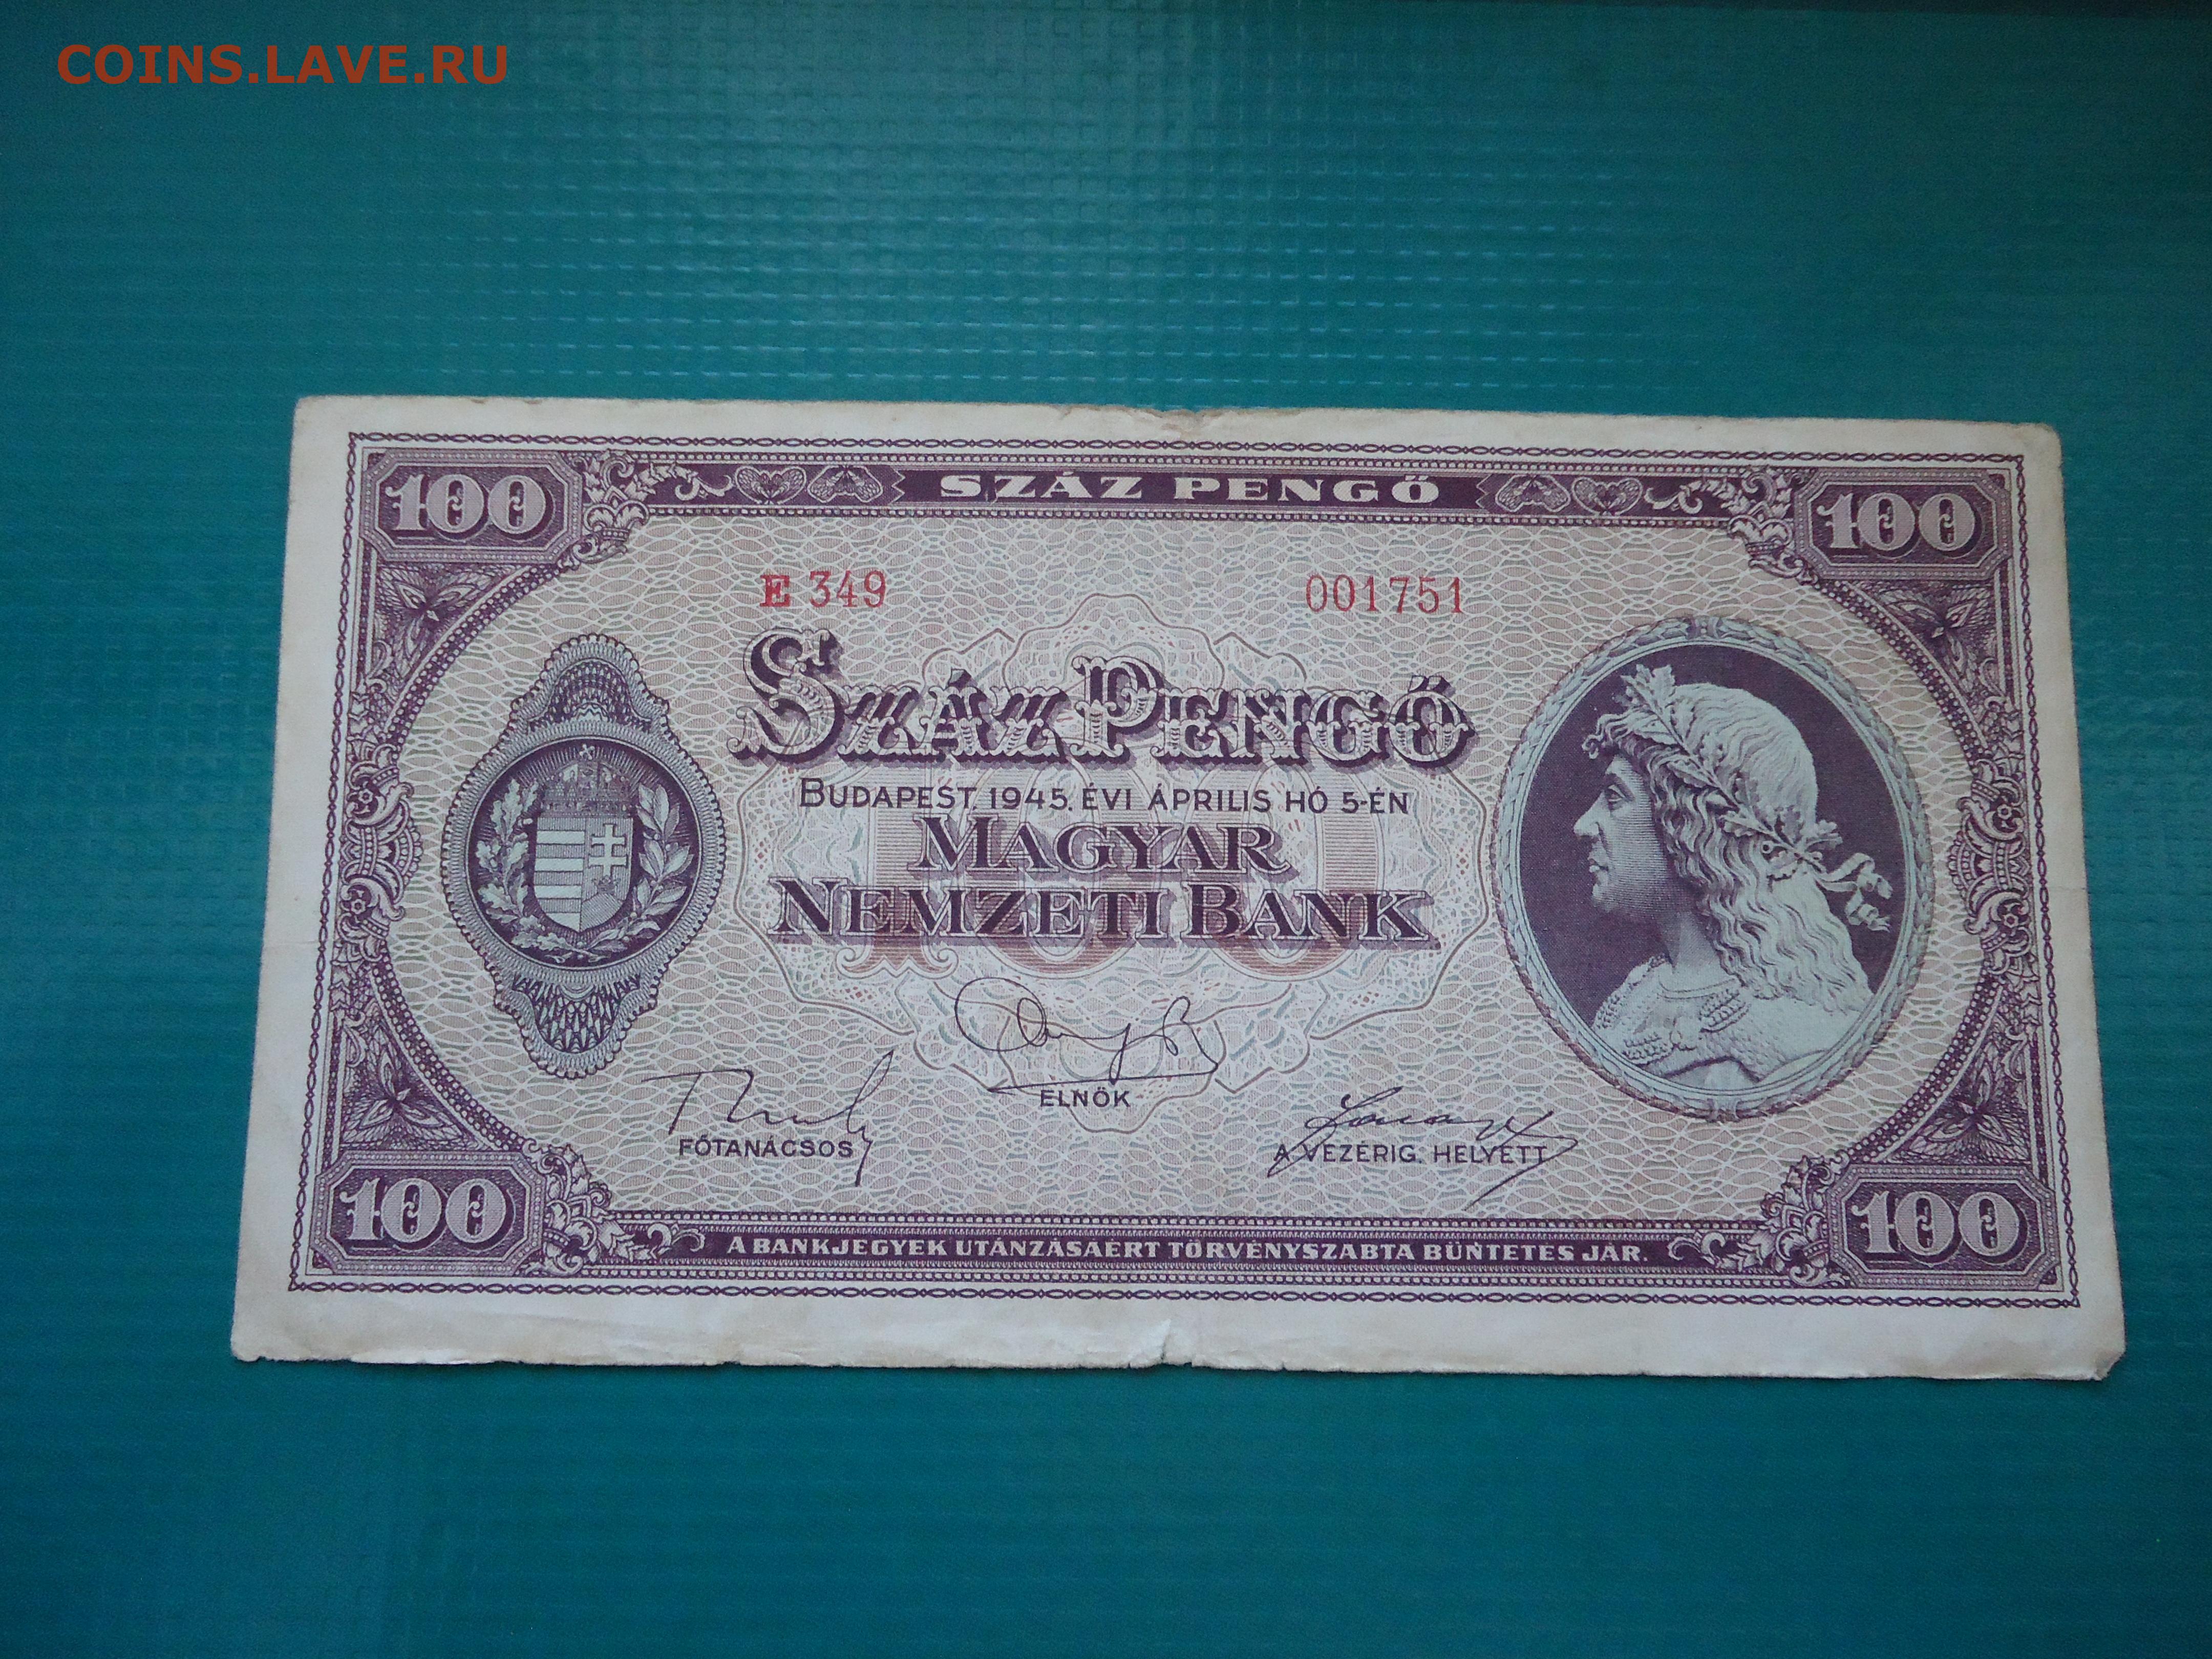 COINS.LAVE.RU
100 SZÁZ PENGŐ 100
E 349 001751
SZÁZ PENGŐ
BUDAPEST, 1945. ÉVI ÁPRILIS HÓ 5-ÉN
MAGYAR
NEMZETI BANK
ELNÖK
FŐTANÁCSOS A VEZÉRIG. HELYETT
100 A BANKJEGYEK UTÁNZÁSAÉRT TÖRVÉNYSZABTA BÜNTETÉS JÁR. 100